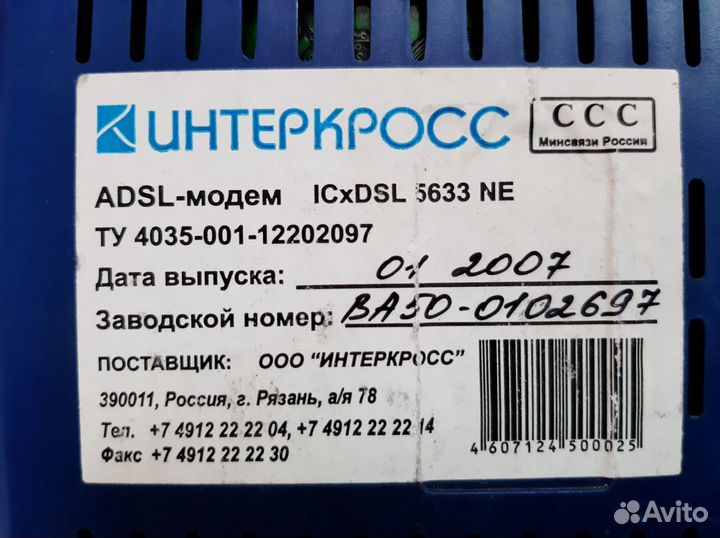 ИНТЕРКРОСС
ССС
Минсвязи Россия
ADSL-модем ICxDSL 5633 NE
ТУ 4035-001-12202097
Дата выпуска: 01 2007
Заводской номер: BA50-0102697
ПОСТАВЩИК: ООО "ИНТЕРКРОСС"
390011, Россия, г. Рязань, а/я 78
Тел. +7 4912 22 22 04, +7 4912 22 22 14
Факс +7 4912 22 22 30
4607124500025
Avito